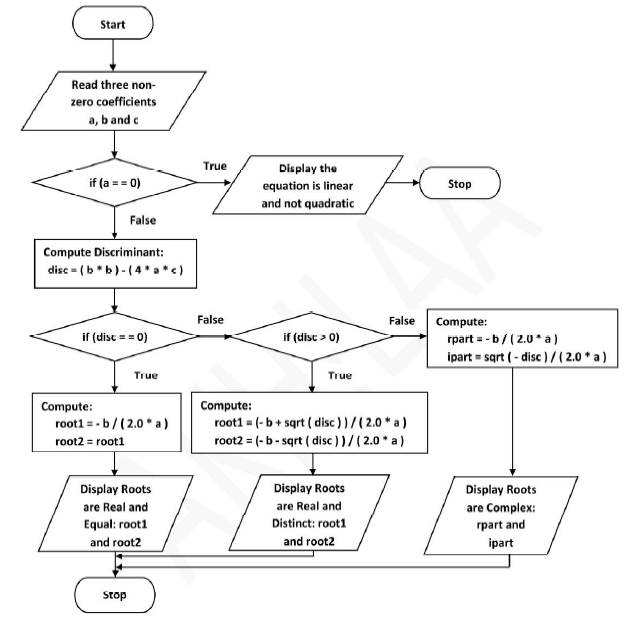 Start
Read three non-
zero coefficients
a, b and c
if (a = = 0)
True
Display the
equation is linear
and not quadratic
Stop
False
Compute Discriminant:
disc = ( b * b ) - ( 4 * a * c )
if (disc = = 0)
False
if (disc > 0)
False
Compute:
rpart = - b / ( 2.0 * a )
ipart = sqrt ( - disc ) / ( 2.0 * a )
True
True
Compute:
root1 = - b / ( 2.0 * a )
root2 = root1
Compute:
root1 = (- b + sqrt ( disc ) ) / ( 2.0 * a )
root2 = (- b - sqrt ( disc ) ) / ( 2.0 * a )
Display Roots
are Real and
Equal: root1
and root2
Display Roots
are Real and
Distinct: root1
and root2
Display Roots
are Complex:
rpart and
ipart
Stop